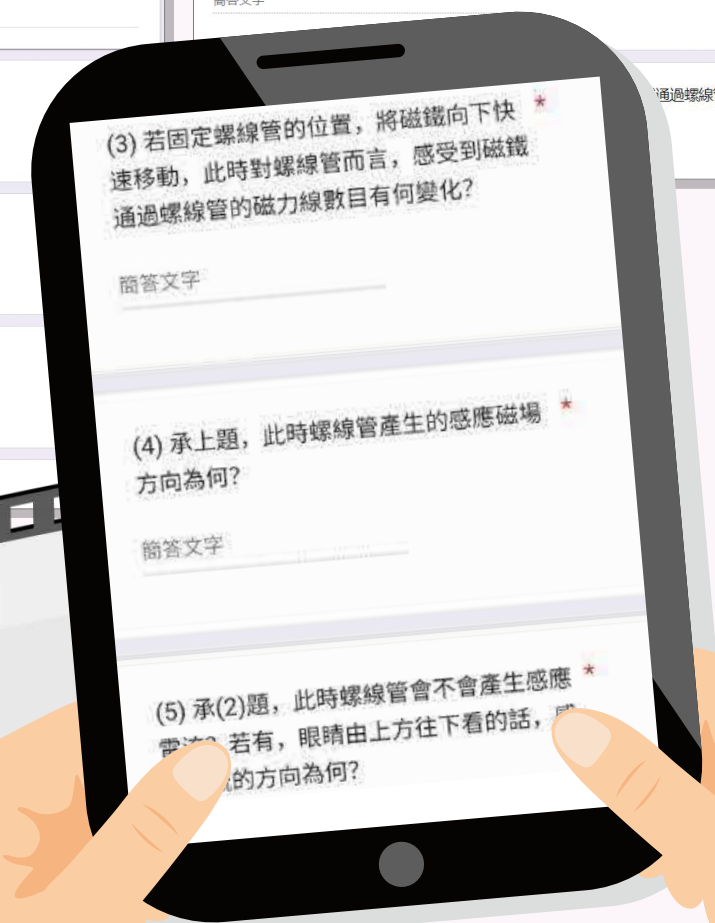 簡答文字
通過螺線
(3) 若固定螺線管的位置，將磁鐵向下快 *
速移動，此時對螺線管而言，感受到磁鐵
通過螺線管的磁力線數目有何變化？
簡答文字
(4) 承上題，此時螺線管產生的感應磁場 *
方向為何？
簡答文字
(5) 承(2)題，此時螺線管會不會產生感應 *
若有，眼睛由上方往下看的話，
的方向為何？